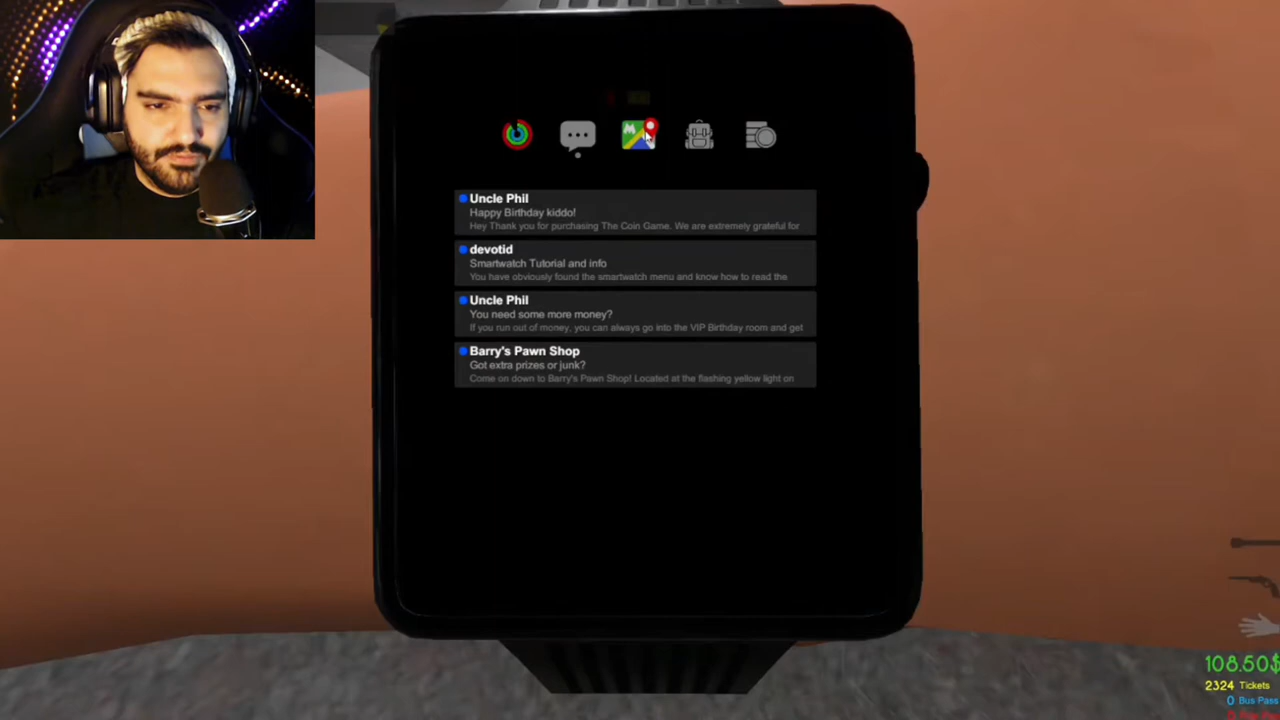 Uncle Phil
Happy Birthday kiddo!
Hey Thank you for purchasing The Coin Game. We are extremely grateful for
devotid
Smartwatch Tutorial and info
You have obviously found the smartwatch menu and know how to read the
Uncle Phil
You need some more money?
If you run out of money, you can always go into the VIP Birthday room and get
Barry's Pawn Shop
Got extra prizes or junk?
Come on down to Barry's Pawn Shop! Located at the flashing yellow light on
108.50$
2324 Tickets
0 Bus Pass